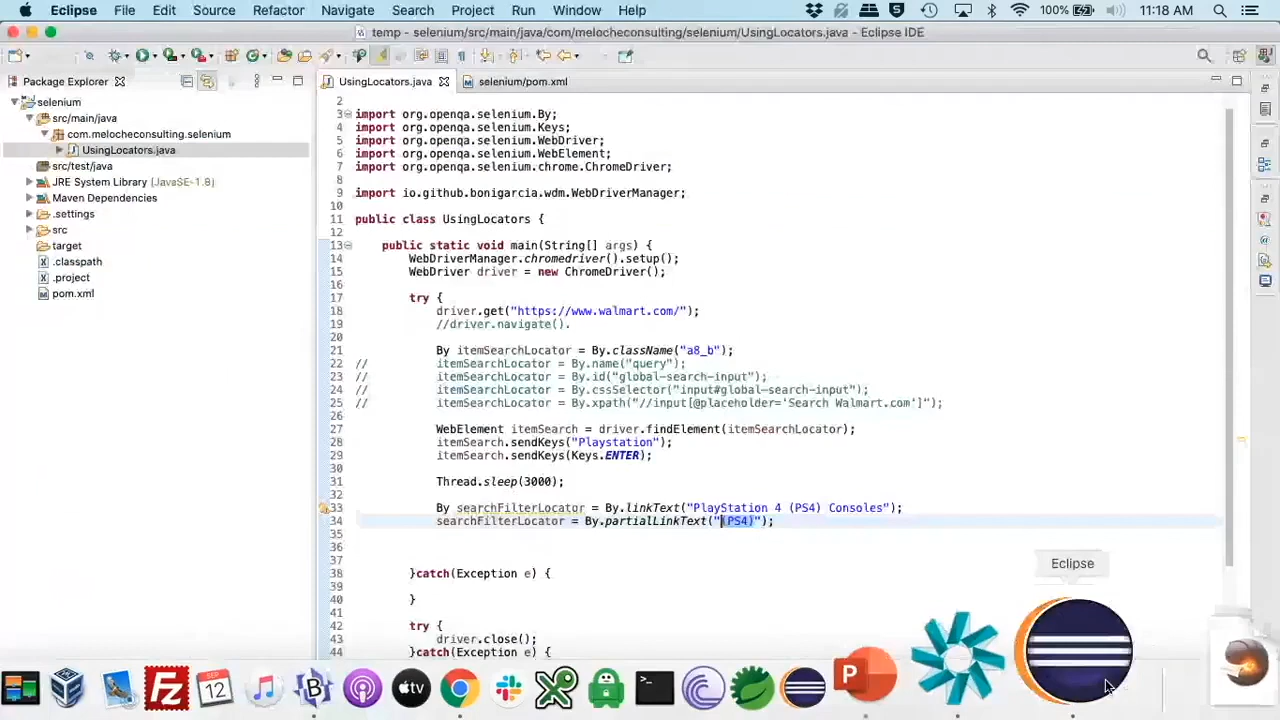 Eclipse File Edit Source Refactor Navigate Search Project Run Window Help 100% 11:18 AM
temp - selenium/src/main/java/com/melocheconsulting/selenium/UsingLocators.java - Eclipse IDE
Package Explorer
UsingLocators.java
selenium/pom.xml
selenium
src/main/java
com.melocheconsulting.selenium
UsingLocators.java
src/test/java
JRE System Library (JavaSE-1.8)
Maven Dependencies
.settings
src
target
.classpath
.project
pom.xml
2
3 import org.openqa.selenium.By;
4 import org.openqa.selenium.Keys;
5 import org.openqa.selenium.WebDriver;
6 import org.openqa.selenium.WebElement;
7 import org.openqa.selenium.chrome.ChromeDriver;
8
9 import io.github.bonigarcia.wdm.WebDriverManager;
10
11 public class UsingLocators {
12
13 public static void main(String[] args) {
14 WebDriverManager.chromedriver().setup();
15 WebDriver driver = new ChromeDriver();
16
17 try {
18 driver.get("https://www.walmart.com/");
19 //driver.navigate().
20
21 By itemSearchLocator = By.className("a8_b");
22 // itemSearchLocator = By.name("query");
23 // itemSearchLocator = By.id("global-search-input");
24 // itemSearchLocator = By.cssSelector("input#global-search-input");
25 // itemSearchLocator = By.xpath("//input[@placeholder='Search Walmart.com']");
26
27 WebElement itemSearch = driver.findElement(itemSearchLocator);
28 itemSearch.sendKeys("Playstation");
29 itemSearch.sendKeys(Keys.ENTER);
30
31 Thread.sleep(3000);
32
33 By searchFilterLocator = By.linkText("PlayStation 4 (PS4) Consoles");
34 searchFilterLocator = By.partialLinkText("(PS4)");
35
38 }catch(Exception e) {
39
40 }
41
42 try {
43 driver.close();
44 }catch(Exception e) {
Eclipse
12
tv